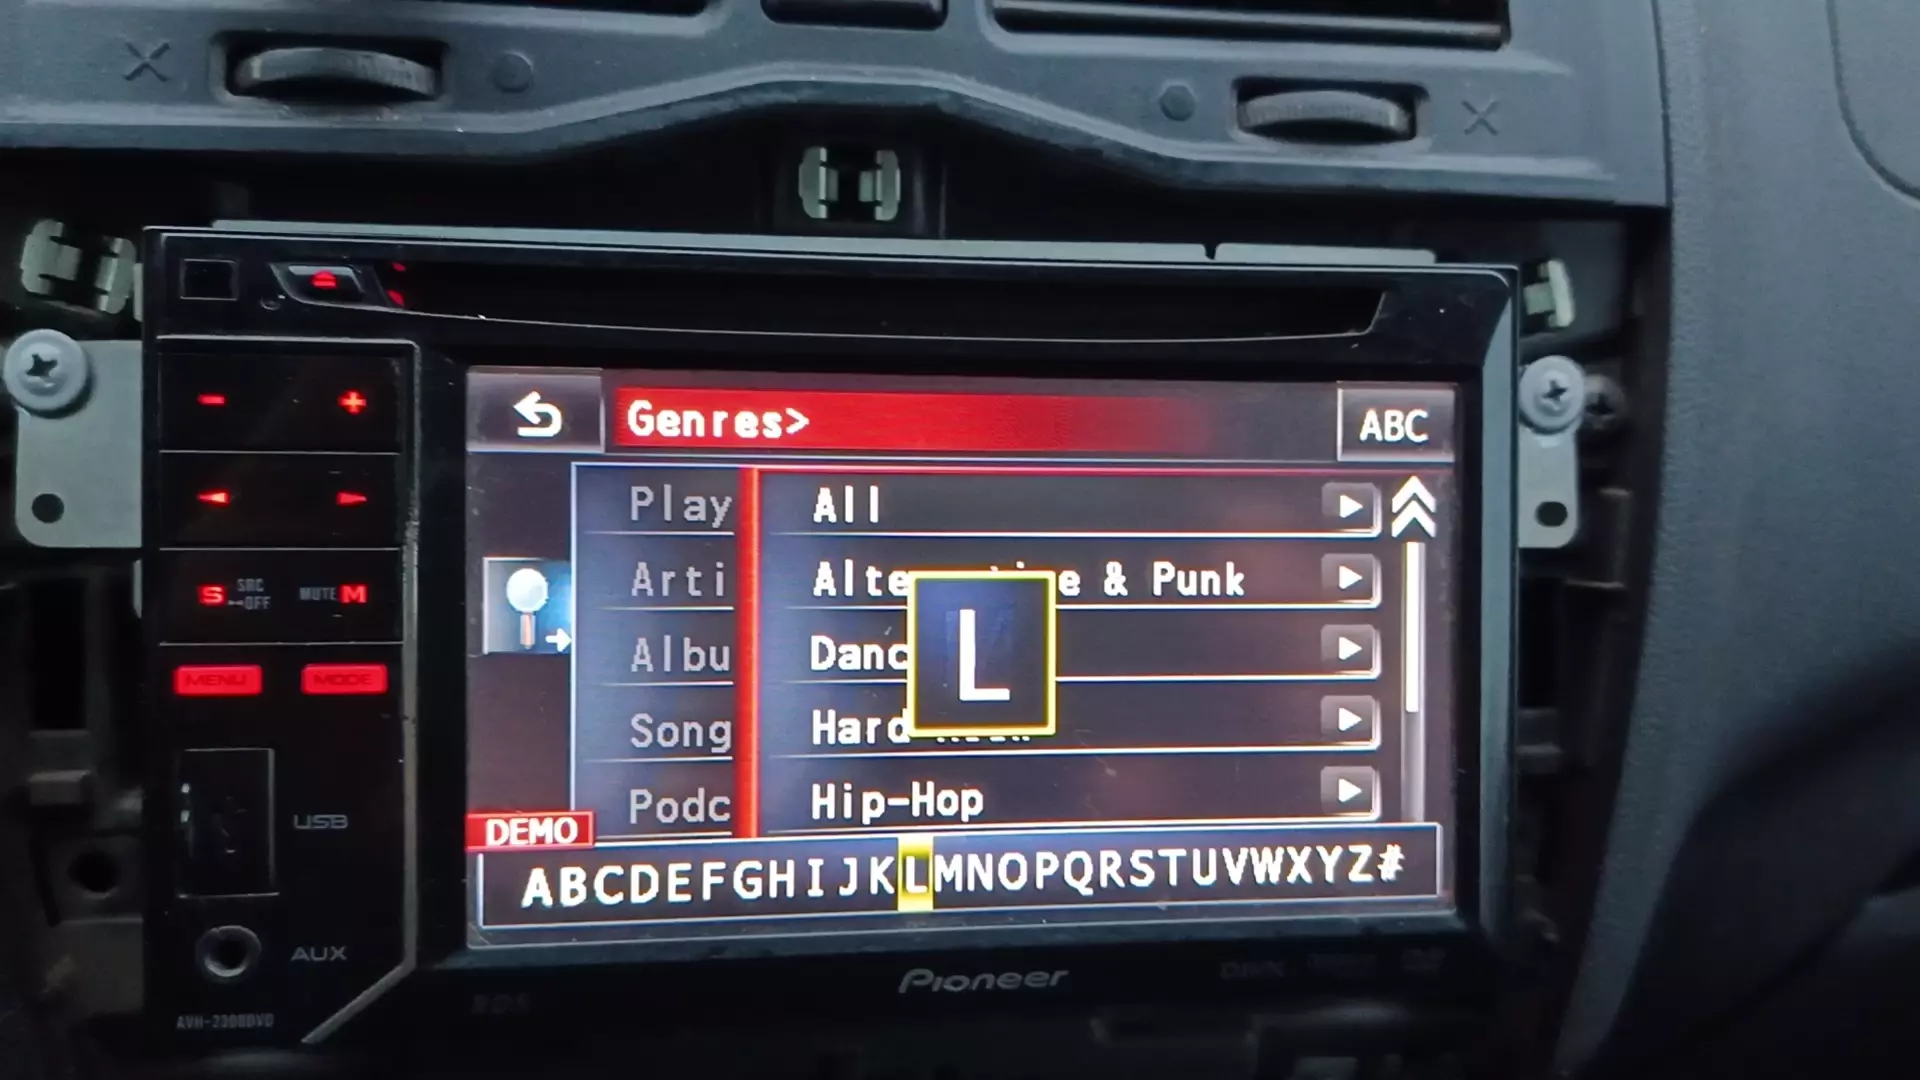 Genres>
ABC
Play
All
Arti
Alte e & Punk
Albu
Danc
L
Song
Hard
Podc
Hip-Hop
DEMO
ABCDEFGHIJKLMNOPQRSTUVWXYZ#
- +
S SRC OFF
MUTE M
MENU
MODE
USB
AUX
Pioneer
RDS